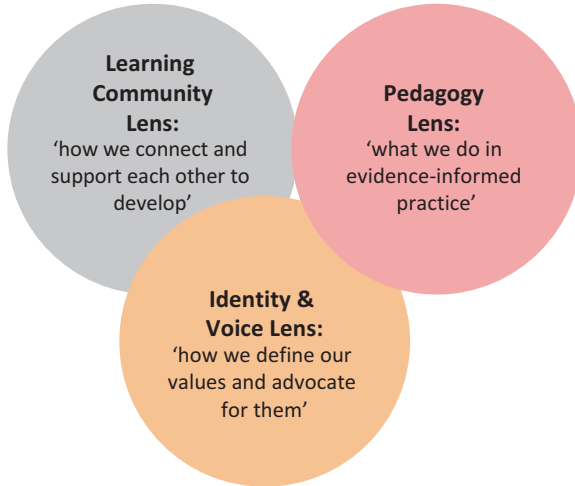 Learning
Community
Lens:
‘how we connect and
support each other to
develop’
Pedagogy
Lens:
‘what we do in
evidence-informed
practice’
Identity &
Voice Lens:
‘how we define our
values and advocate
for them’